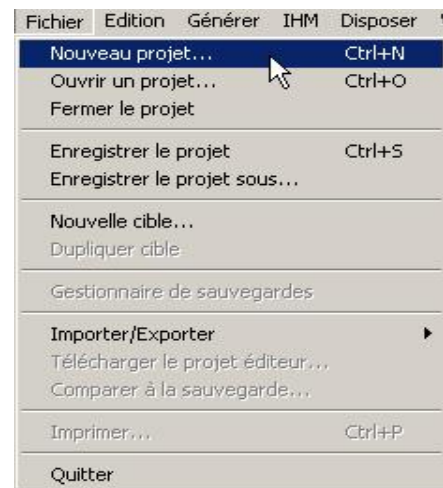 Fichier Edition Générer IHM Disposer
Nouveau projet... Ctrl+N
Ouvrir un projet... Ctrl+O
Fermer le projet
Enregistrer le projet Ctrl+S
Enregistrer le projet sous...
Nouvelle cible...
Dupliquer cible
Gestionnaire de sauvegardes
Importer/Exporter
Télécharger le projet éditeur...
Comparer à la sauvegarde...
Imprimer... Ctrl+P
Quitter